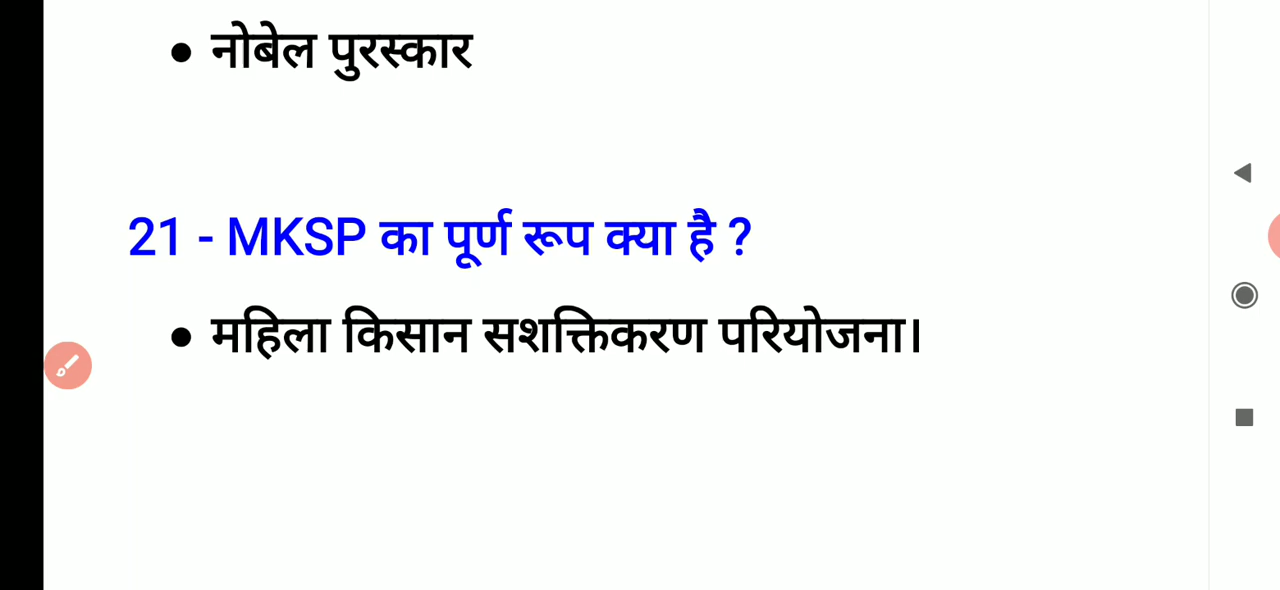 • नोबेल पुरस्कार
21 - MKSP का पूर्ण रूप क्या है ?
• महिला किसान सशक्तिकरण परियोजना।